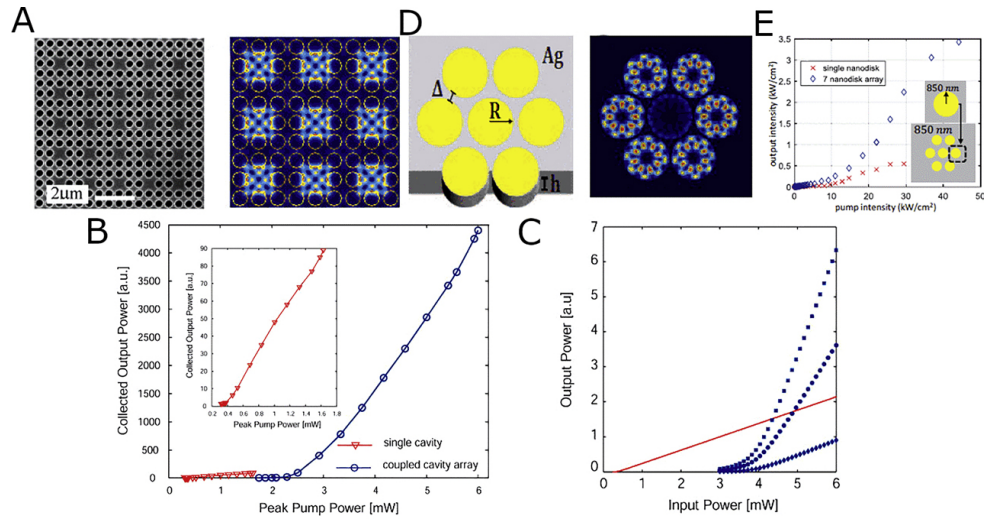 A
2um
D
Ag
Δ
R
h
E
output intensity (kW/cm²)
3.5
3
2.5
2
1.5
1
0.5
0
× single nanodisk
◊ 7 nanodisk array
850 nm
850 nm
0 10 20 30 40 50
pump intensity (kW/cm²)
B
Collected Output Power [a.u.]
4500
4000
3500
3000
2500
2000
1500
1000
500
0
Collected Output Power [a.u.]
90
80
70
60
50
40
30
20
10
0
0.2 0.4 0.6 0.8 1 1.2 1.4 1.6 1.8
Peak Pump Power [mW]
single cavity
coupled cavity array
0 1 2 3 4 5 6
Peak Pump Power [mW]
C
Output Power [a.u]
7
6
5
4
3
2
1
0
0 1 2 3 4 5 6
Input Power [mW]